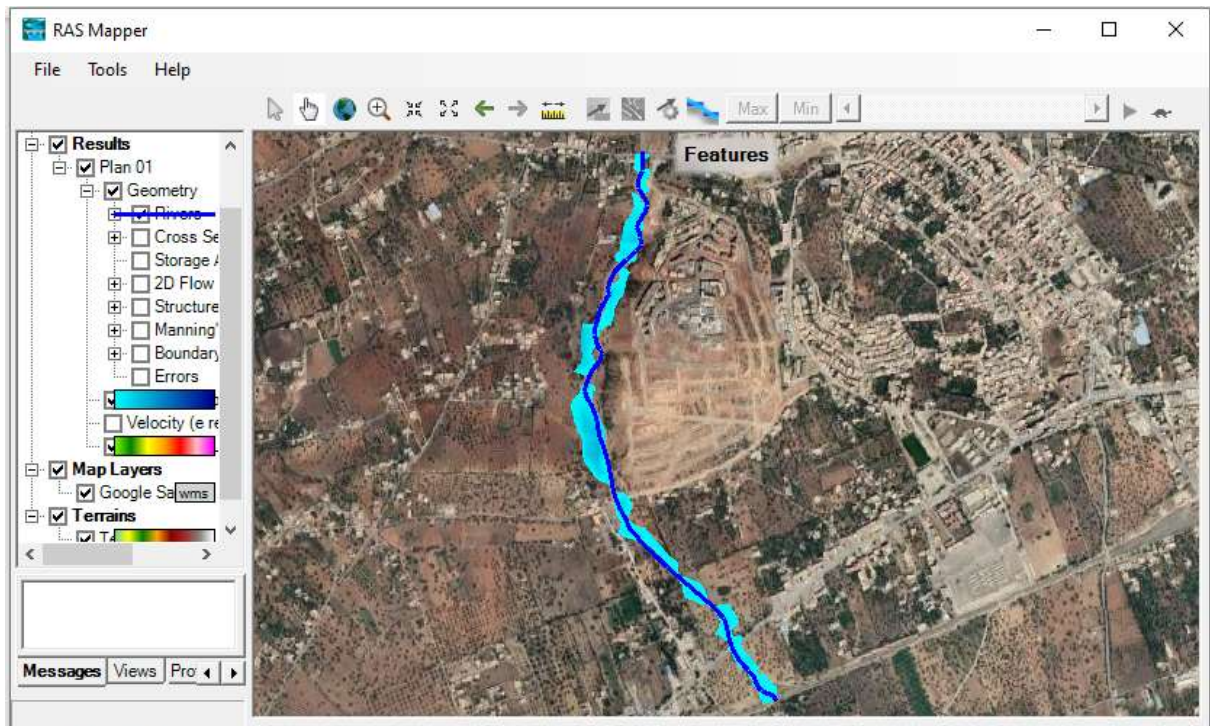 RAS Mapper
File Tools Help
Max Min
Features
Results
Plan 01
Geometry
Rivers
Cross Se
Storage
2D Flow
Structure
Manning'
Boundary
Errors
Velocity (e re
Map Layers
Google Sa wms
Terrains
Messages Views Pro